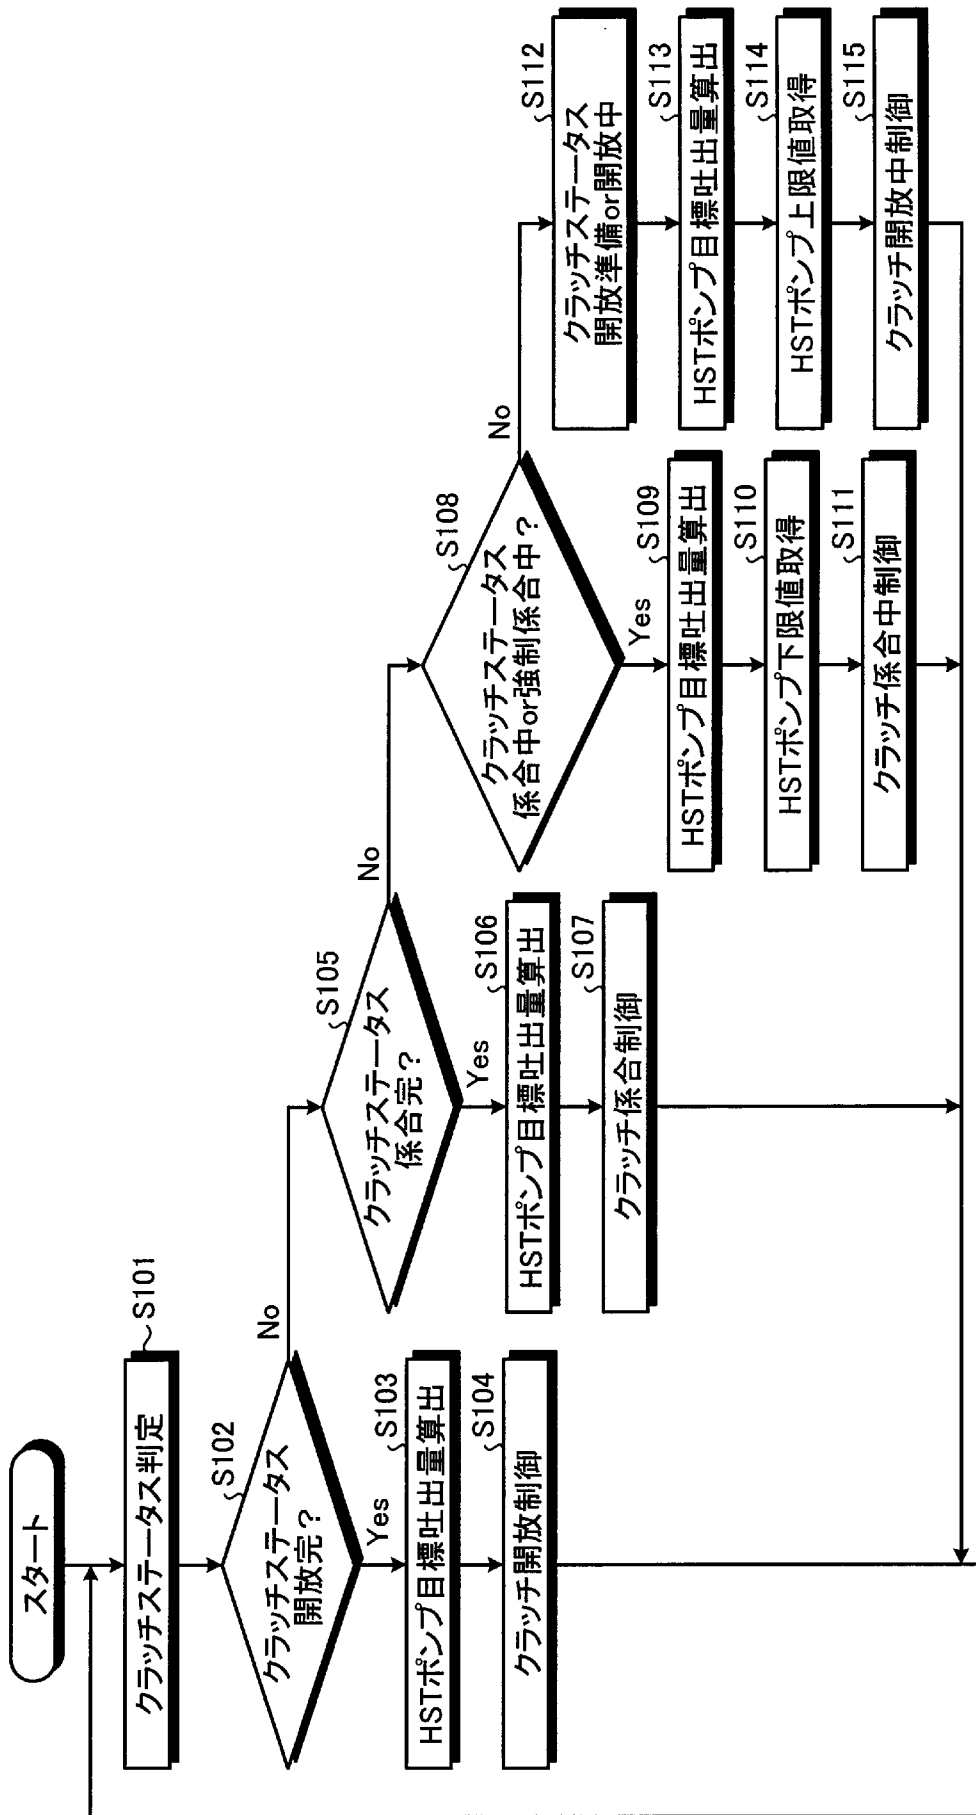 スタート
クラッチステータス判定
S101
クラッチステータス
開放完？
S102
Yes
No
HSTポンプ目標吐出量算出
S103
クラッチ開放制御
S104
クラッチステータス
係合完？
S105
Yes
No
HSTポンプ目標吐出量算出
S106
クラッチ係合制御
S107
クラッチステータス
係合中or強制係合中？
S108
Yes
No
HSTポンプ目標吐出量算出
S109
HSTポンプ下限値取得
S110
クラッチ係合中制御
S111
クラッチステータス
開放準備or開放中
S112
HSTポンプ目標吐出量算出
S113
HSTポンプ上限値取得
S114
クラッチ開放中制御
S115